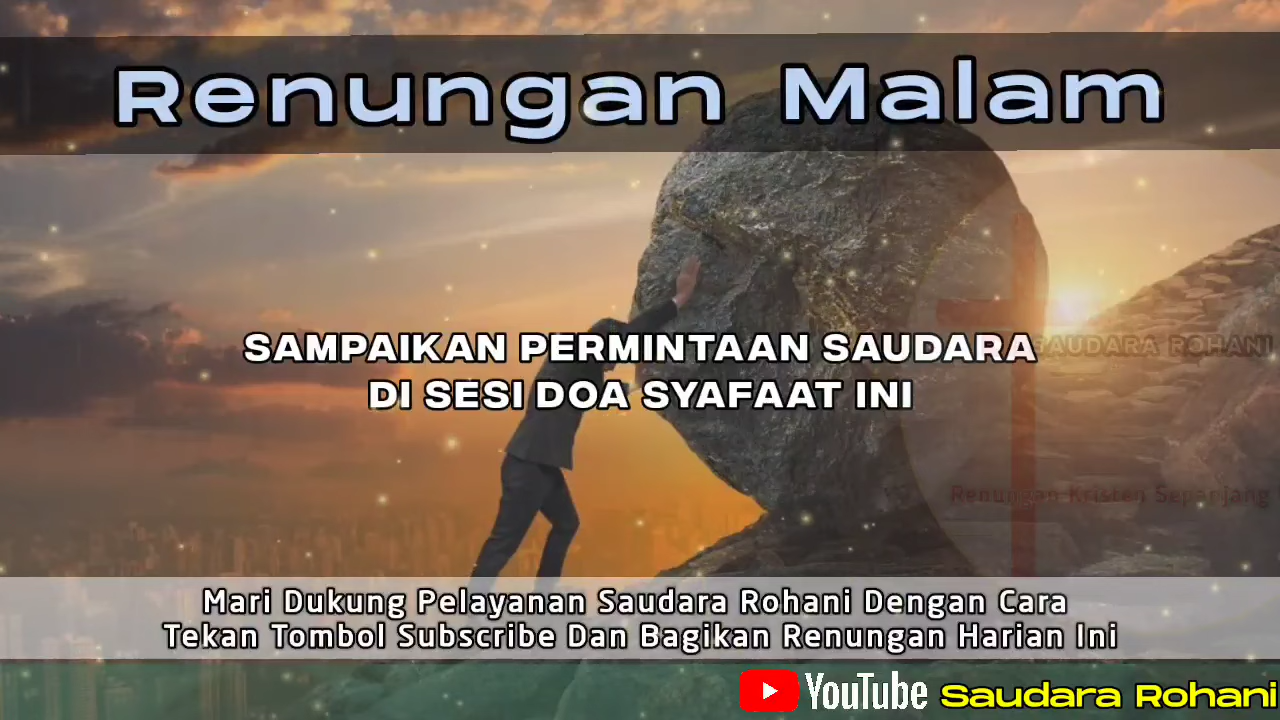 Renungan Malam
SAMPAIKAN PERMINTAAN SAUDARA
DI SESI DOA SYAFAAT INI
SAUDARA ROHANI
Renungan Kristen Sepanjang
Mari Dukung Pelayanan Saudara Rohani Dengan Cara
Tekan Tombol Subscribe Dan Bagikan Renungan Harian Ini
YouTube Saudara Rohani